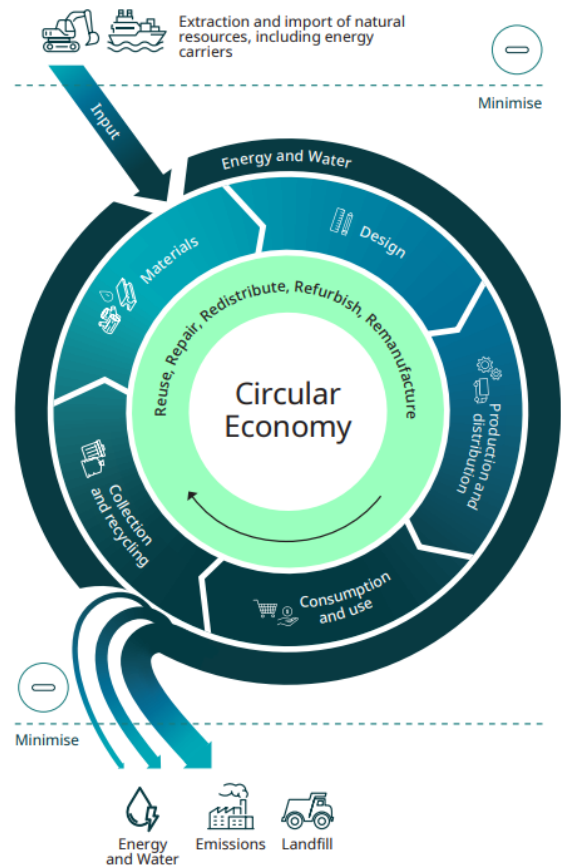 Extraction and import of natural
resources, including energy
carriers
Minimise
Input
Energy and Water
Materials
Design
Reuse, Repair, Redistribute, Refurbish, Remanufacture
Circular
Economy
Production and
distribution
Collection
and recycling
Consumption
and use
Minimise
Energy
and Water
Emissions
Landfill